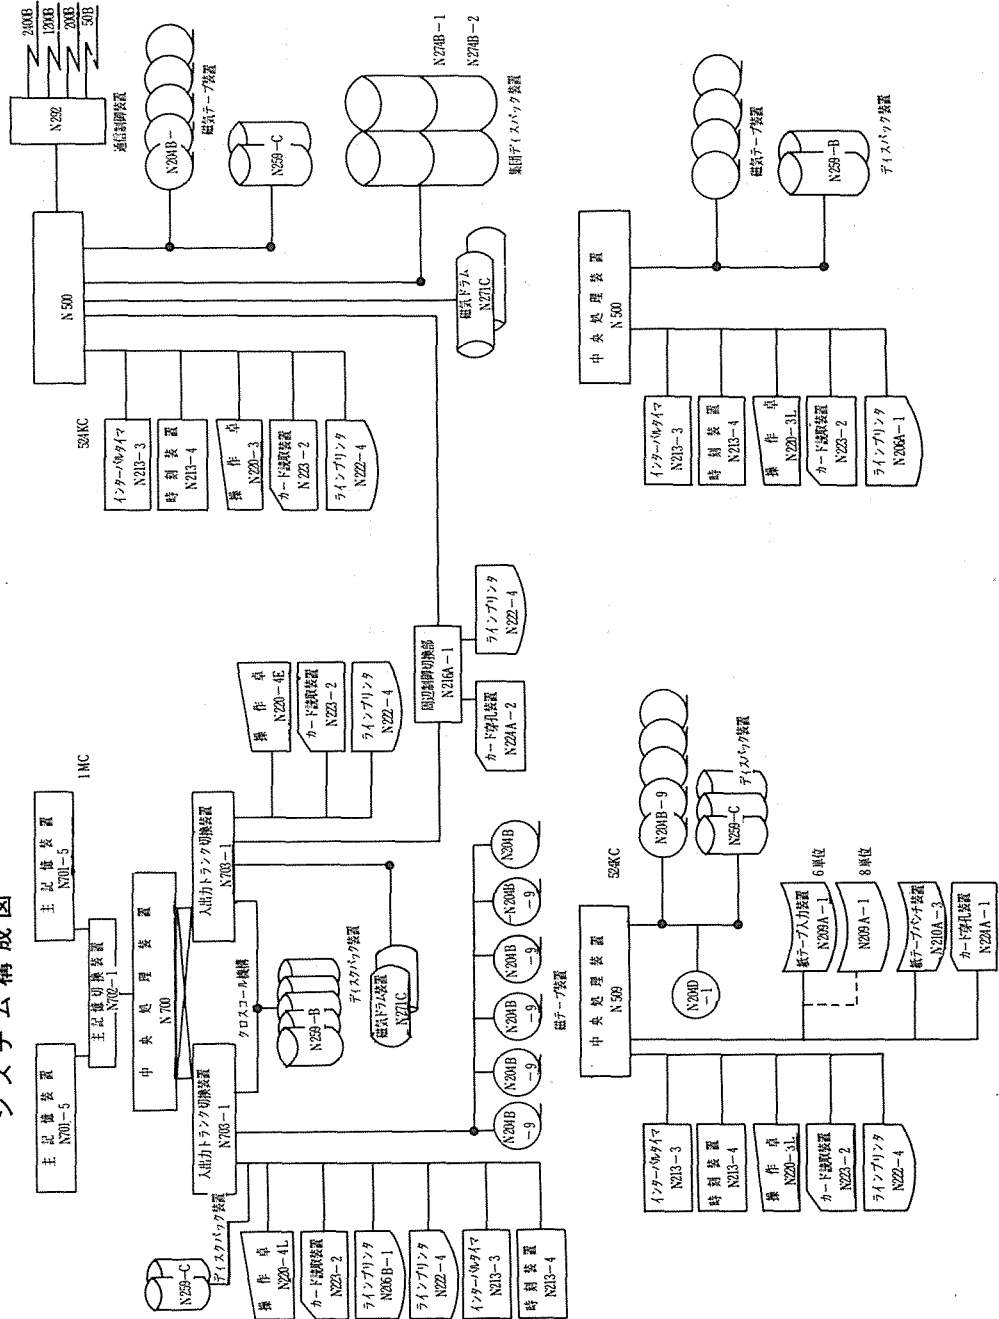 システム構成図
主記憶装置
N701-5
主記憶装置
N701-5
1MC
主記憶切換装置
N702-1
中央処理装置
N700
入出力トランク切換装置
N703-1
入出力トランク切換装置
N703-1
クロスコール機構
N259-C
ディスクパック装置
操作卓
N220-4L
カード読取装置
N223-2
ラインプリンタ
N206B-1
ラインプリンタ
N222-4
インターバルタイマ
N213-3
時刻装置
N213-4
N259-B
ディスクパック装置
磁気ドラム装置
N271C
N204B
-9
N204B
-9
N204B
-9
N204B
-9
N204B
-9
N204B
磁テープ装置
操作卓
N220-4E
カード読取装置
N223-2
ラインプリンタ
N222-4
周辺制御切換部
N216A-1
カード穿孔装置
N224A-2
ラインプリンタ
N222-4
N500
524KC
インターバルタイマ
N213-3
時刻装置
N213-4
操作卓
N220-3
カード読取装置
N223-2
ラインプリンタ
N222-4
N292
通信制御装置
2400B
1200B
200B
50B
N204B-
磁気テープ装置
N259-C
集団ディスパック装置
N274B-1
N274B-2
磁気ドラム
N271C
中央処理装置
N509
524KC
インターバルタイマ
N213-3
時刻装置
N213-4
操作卓
N220-3L
カード読取装置
N223-2
ラインプリンタ
N222-4
N204B-9
N259-C
ディスパック装置
N204D
-1
紙テープ入力装置
N209A-1
6単位
N209A-1
8単位
紙テープパンチ装置
N210A-3
カード穿孔装置
N224A-1
中央処理装置
N500
インターバルタイマ
N213-3
時刻装置
N213-4
操作卓
N220-3L
カード読取装置
N223-2
ラインプリンタ
N206A-1
磁気テープ装置
N259-B
ディスパック装置